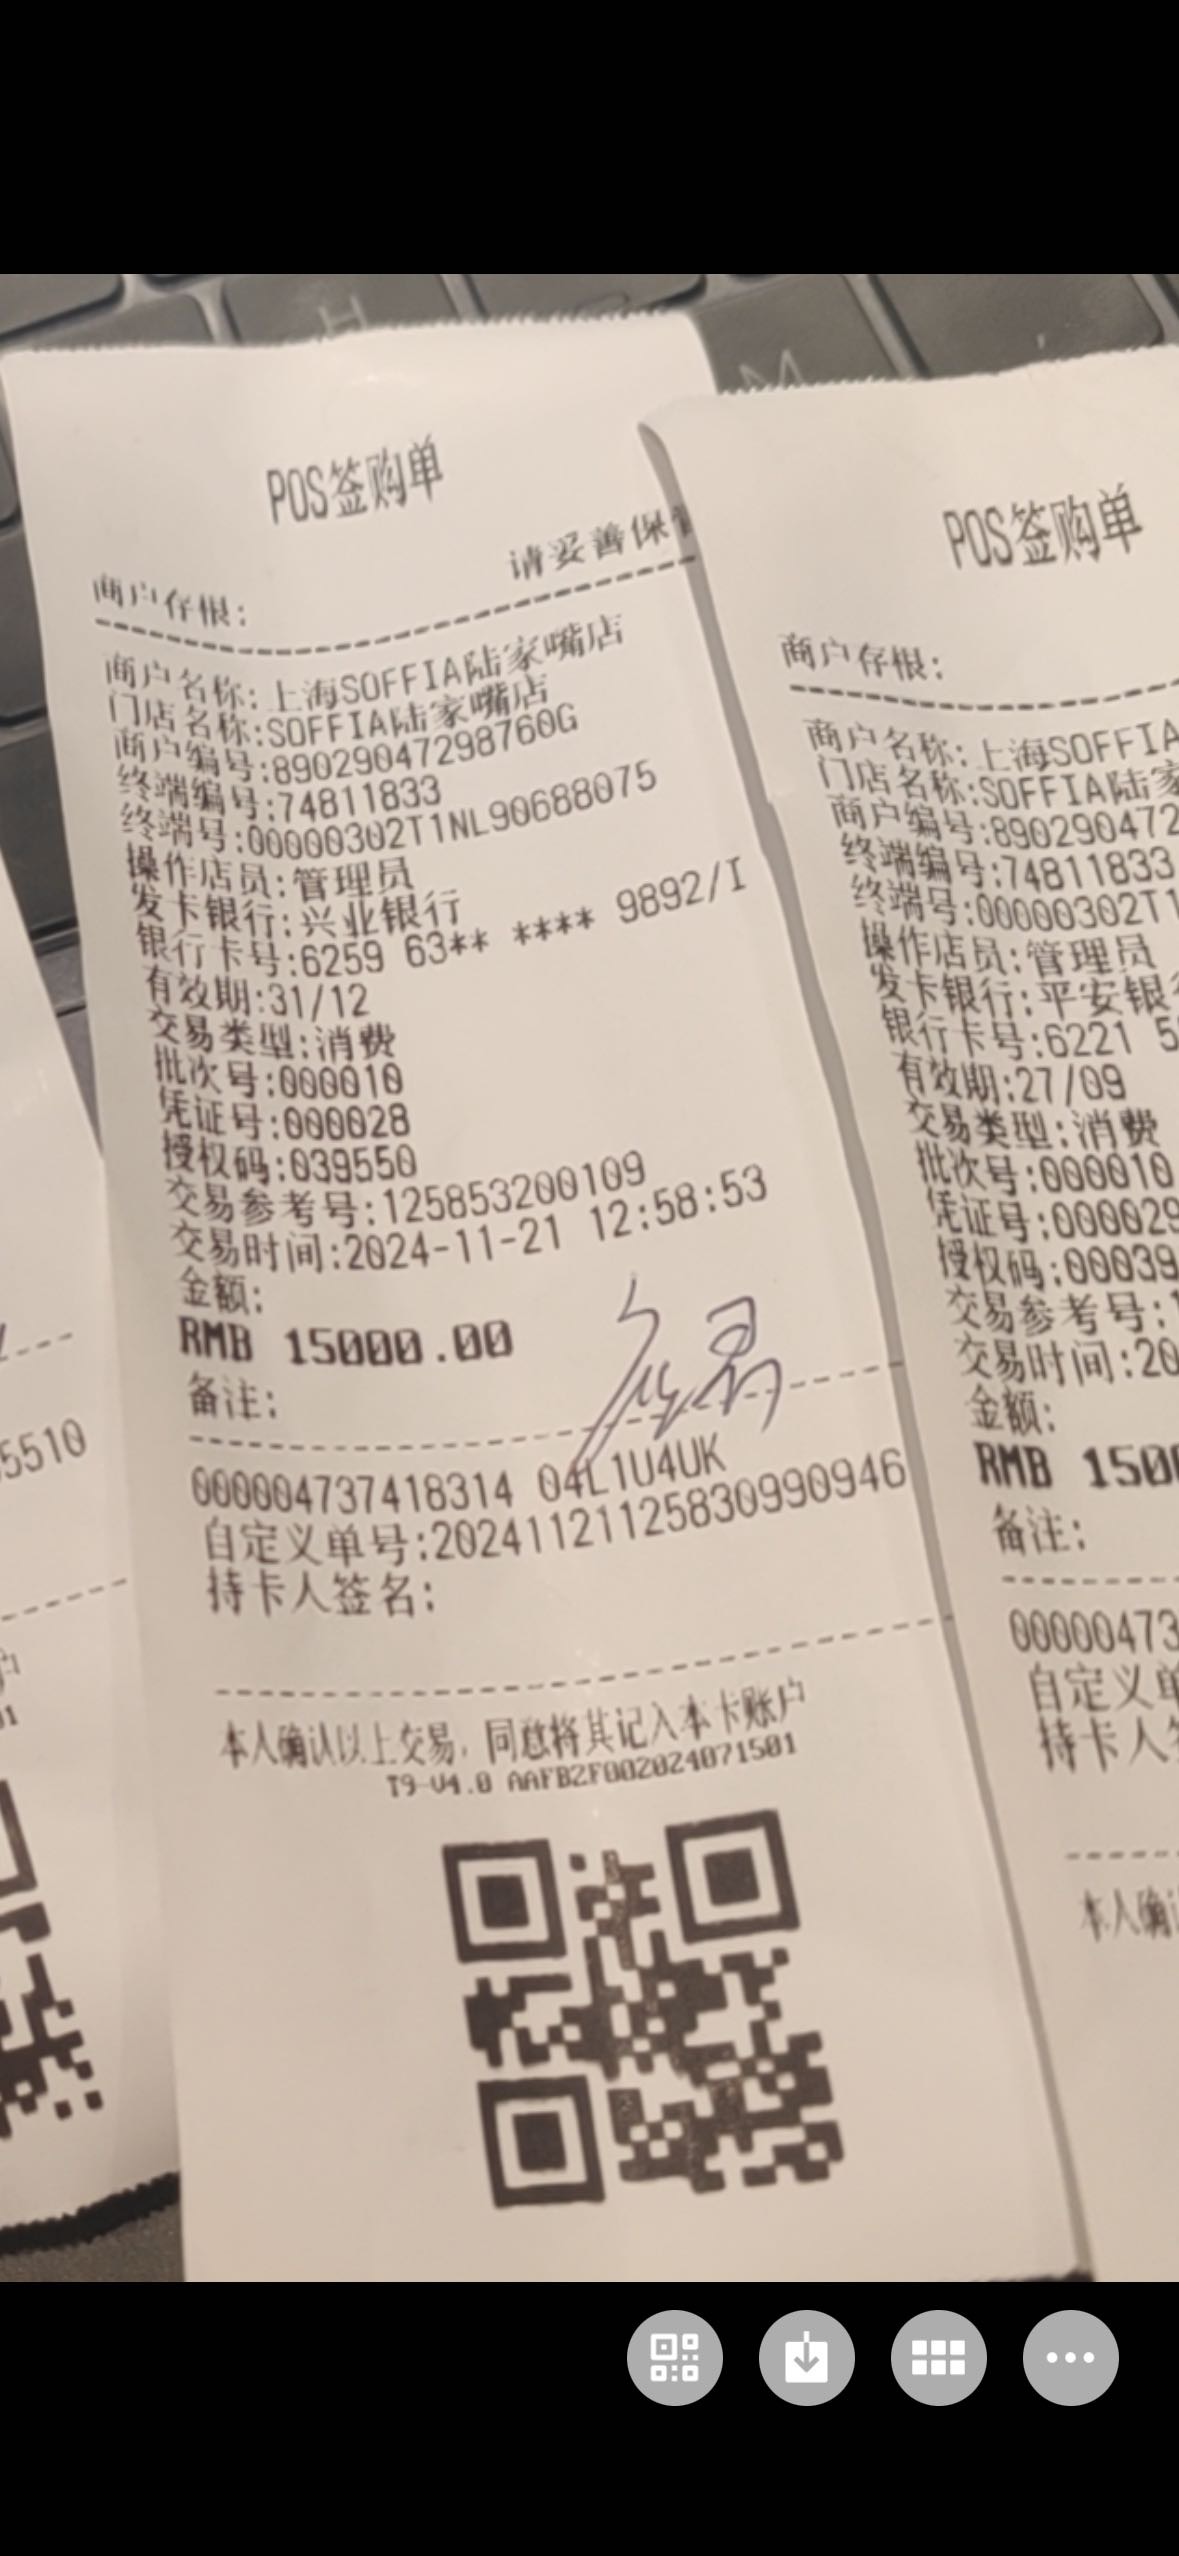 POS签购单
请妥善保
商户存根:
商户名称:上海SOFFIA陆家嘴店
门店名称:SOFFIA陆家嘴店
商户编号:89029047298760G
终端编号:74811833
终端号:00000302T1NL90688075
操作店员:管理员
发卡银行:兴业银行
银行卡号:6259 63** **** 9892/I
有效期:31/12
交易类型:消费
批次号:000010
凭证号:000028
授权码:039550
交易参考号:125853200109
交易时间:2024-11-21 12:58:53
金额:
RMB 15000.00
备注:
000004737418314 04L1U4UK
自定义单号:20241121125830990946
持卡人签名:
本人确认以上交易,同意将其记入本卡账户
T9-V4.0 AAFB2F002024071501
POS签购单
商户存根:
商户名称:上海SOFFIA
门店名称:SOFFIA陆家
商户编号:890290472
终端编号:74811833
终端号:00000302T1
操作店员:管理员
发卡银行:平安银
银行卡号:6221 5
有效期:27/09
交易类型:消费
批次号:000010
凭证号:000029
授权码:00039
交易参考号:1
交易时间:20
金额:
RMB 150
备注:
00000473
自定义单
持卡人
本人确
5510
H
M